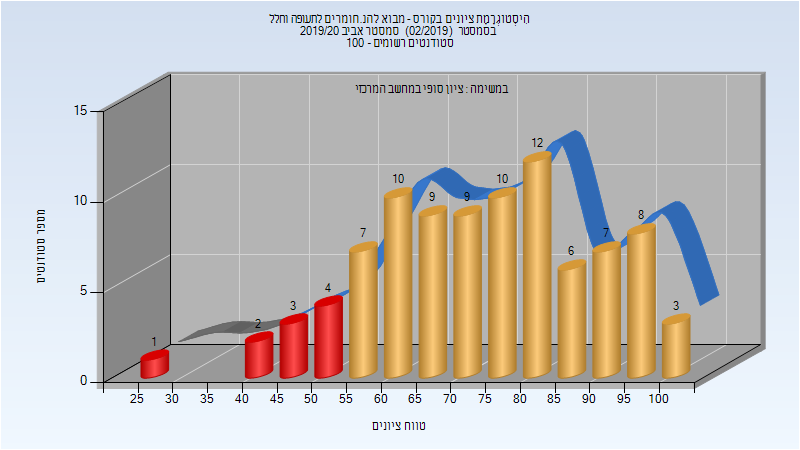 היסטוגרמת ציונים בקורס - מבוא להנ.חומרים לתעופה וחלל
בסמסטר (02/2019) סמסטר אביב 2019/20
סטודנטים רשומים - 100
במשימה : ציון סופי במחשב המרכזי
מספר סטודנטים
15
10
5
0
1
2
3
4
7
10
9
9
10
12
6
7
8
3
25 30 35 40 45 50 55 60 65 70 75 80 85 90 95 100
טווח ציונים